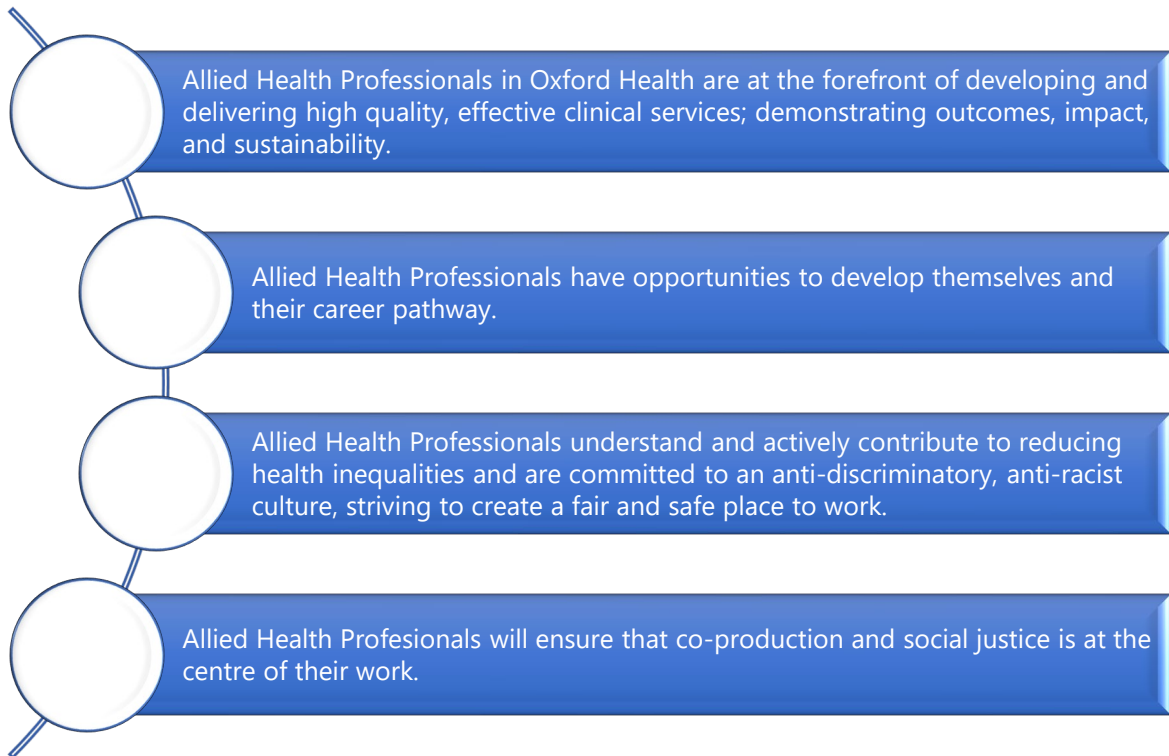 Allied Health Professionals in Oxford Health are at the forefront of developing and
delivering high quality, effective clinical services; demonstrating outcomes, impact,
and sustainability.
Allied Health Professionals have opportunities to develop themselves and
their career pathway.
Allied Health Professionals understand and actively contribute to reducing
health inequalities and are committed to an anti-discriminatory, anti-racist
culture, striving to create a fair and safe place to work.
Allied Health Profesionals will ensure that co-production and social justice is at the
centre of their work.